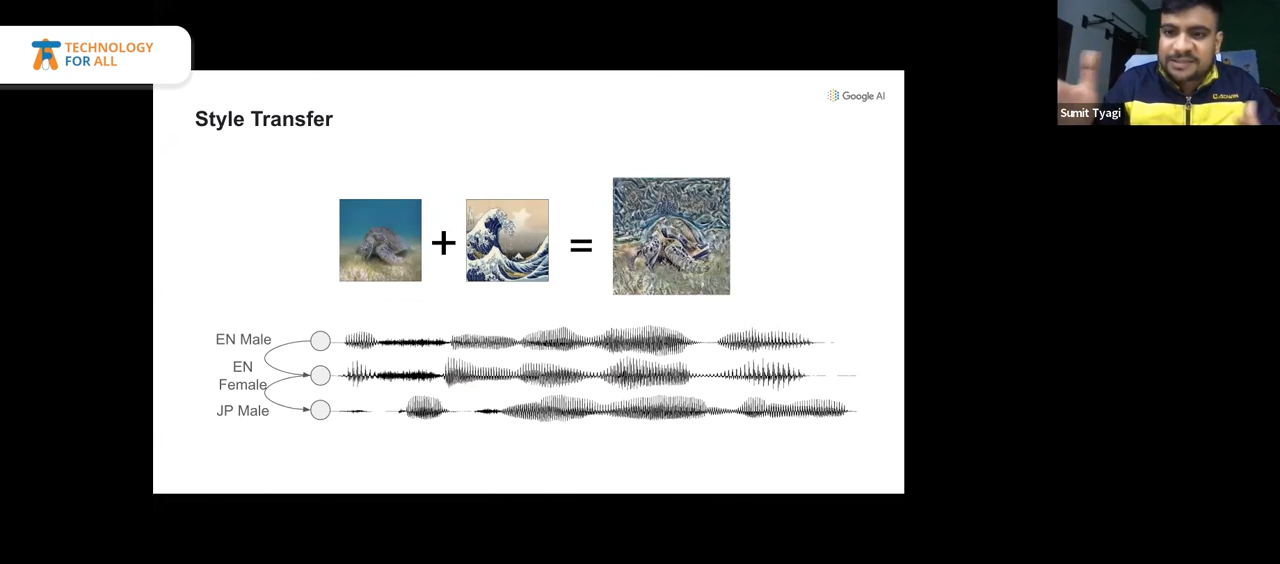 TECHNOLOGY
FOR ALL
Google AI
Style Transfer
+
=
EN Male
EN
Female
JP Male
Sumit Tyagi